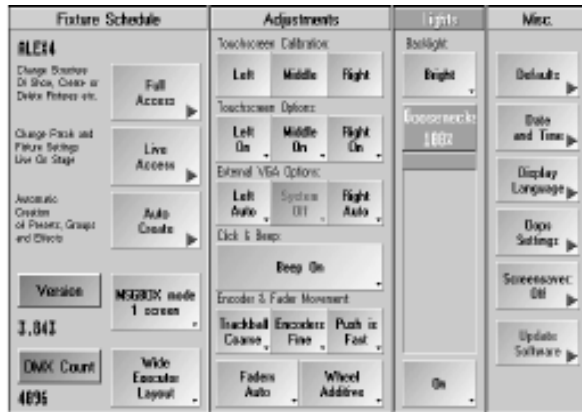 Fixture Schedule
ALEX4
Change Structure
Of Show, Create or
Delete Fixtures etc.
Full
Access
Change Patch and
Fixture Settings
Live On Stage
Live
Access
Automatic
Creation
of Presets, Groups
and Effects
Auto
Create
Version
3.843
MSGBOX mode
1 screen
DMX Count
4096
Wide
Executor
Layout
Adjustments
Touchscreen Calibration:
Left Middle Right
Touchscreen Options:
Left Middle Right
On On On
External VGA Options:
Left System Right
Auto Off Auto
Click & Beep:
Beep On
Encoder & Fader Movement
Trackball Encoders Push is
Coarse Fine Fast
Faders Wheel
Auto Additive
Lights
Backlight:
Bright
Goosenecks
100%
On
Misc.
Defaults
Date
and Time
Display
Language
Oops
Settings
Screensaver:
Off
Update
Software